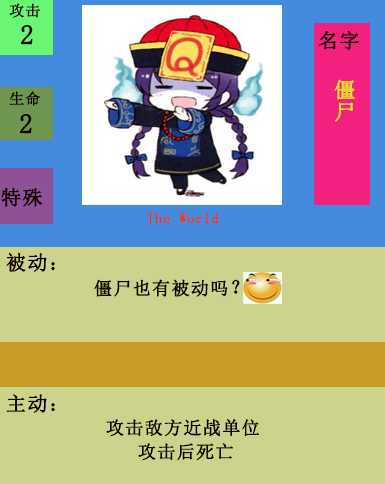 攻击
2
生命
2
特殊
Q
名字
僵尸
The World
被动：
僵尸也有被动吗？
主动：
攻击敌方近战单位
攻击后死亡